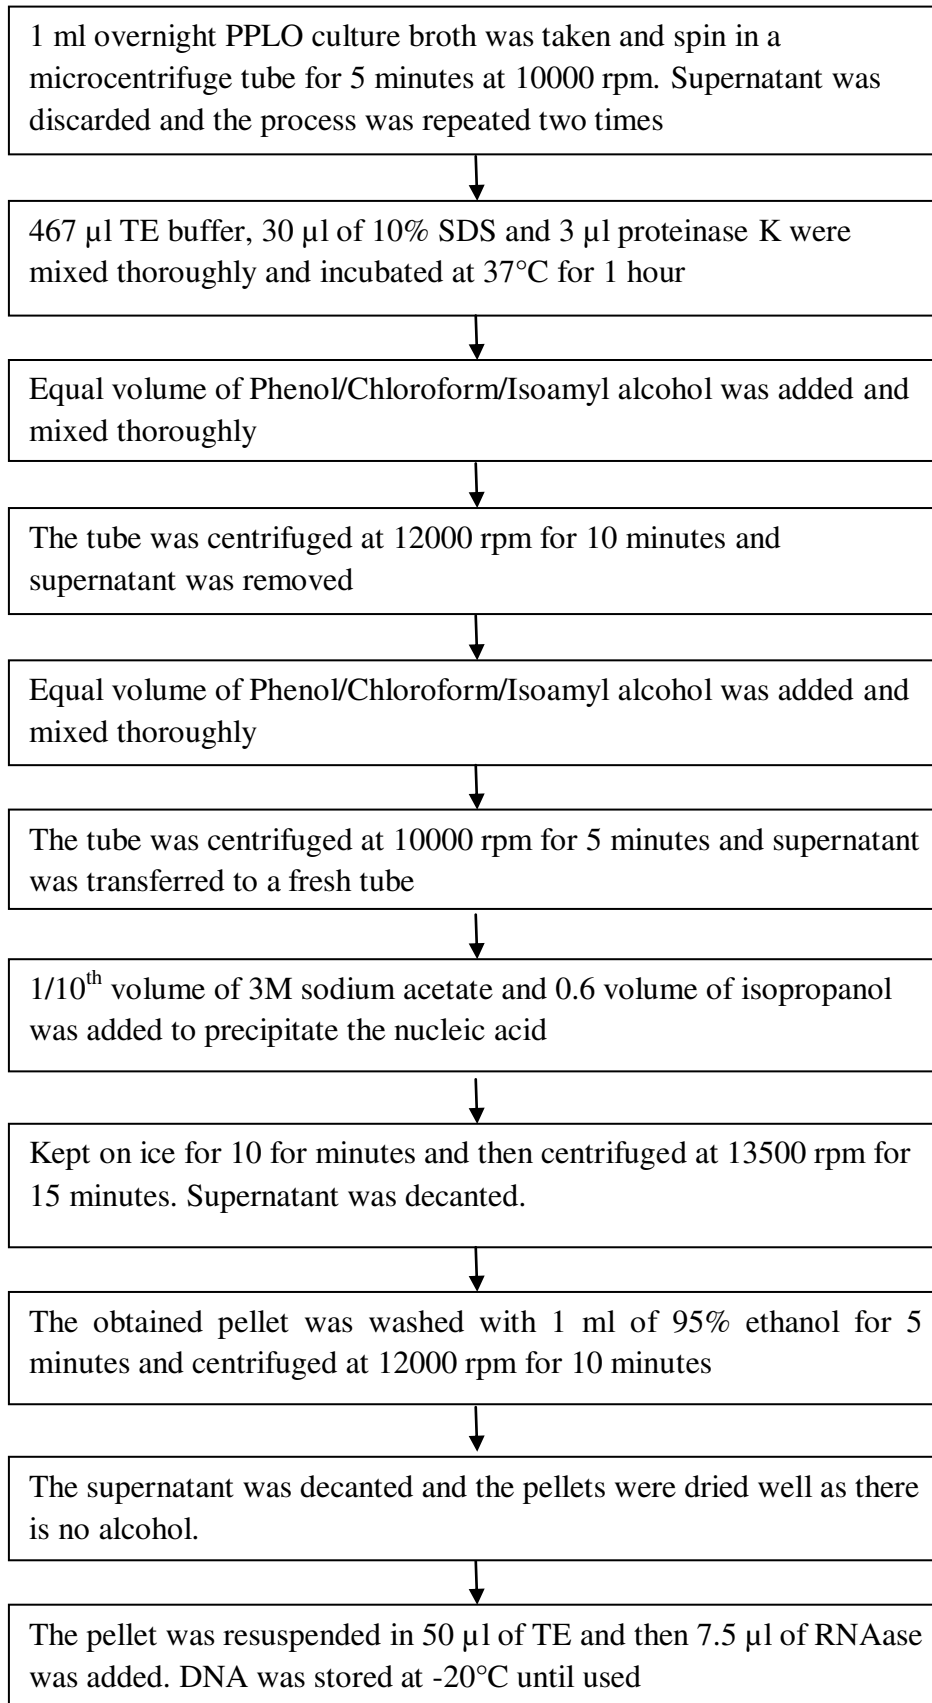 1 ml overnight PPLO culture broth was taken and spin in a
microcentrifuge tube for 5 minutes at 10000 rpm. Supernatant was
discarded and the process was repeated two times
467 µl TE buffer, 30 µl of 10% SDS and 3 µl proteinase K were
mixed thoroughly and incubated at 37°C for 1 hour
Equal volume of Phenol/Chloroform/Isoamyl alcohol was added and
mixed thoroughly
The tube was centrifuged at 12000 rpm for 10 minutes and
supernatant was removed
Equal volume of Phenol/Chloroform/Isoamyl alcohol was added and
mixed thoroughly
The tube was centrifuged at 10000 rpm for 5 minutes and supernatant
was transferred to a fresh tube
1/10th volume of 3M sodium acetate and 0.6 volume of isopropanol
was added to precipitate the nucleic acid
Kept on ice for 10 for minutes and then centrifuged at 13500 rpm for
15 minutes. Supernatant was decanted.
The obtained pellet was washed with 1 ml of 95% ethanol for 5
minutes and centrifuged at 12000 rpm for 10 minutes
The supernatant was decanted and the pellets were dried well as there
is no alcohol.
The pellet was resuspended in 50 µl of TE and then 7.5 µl of RNAase
was added. DNA was stored at -20°C until used